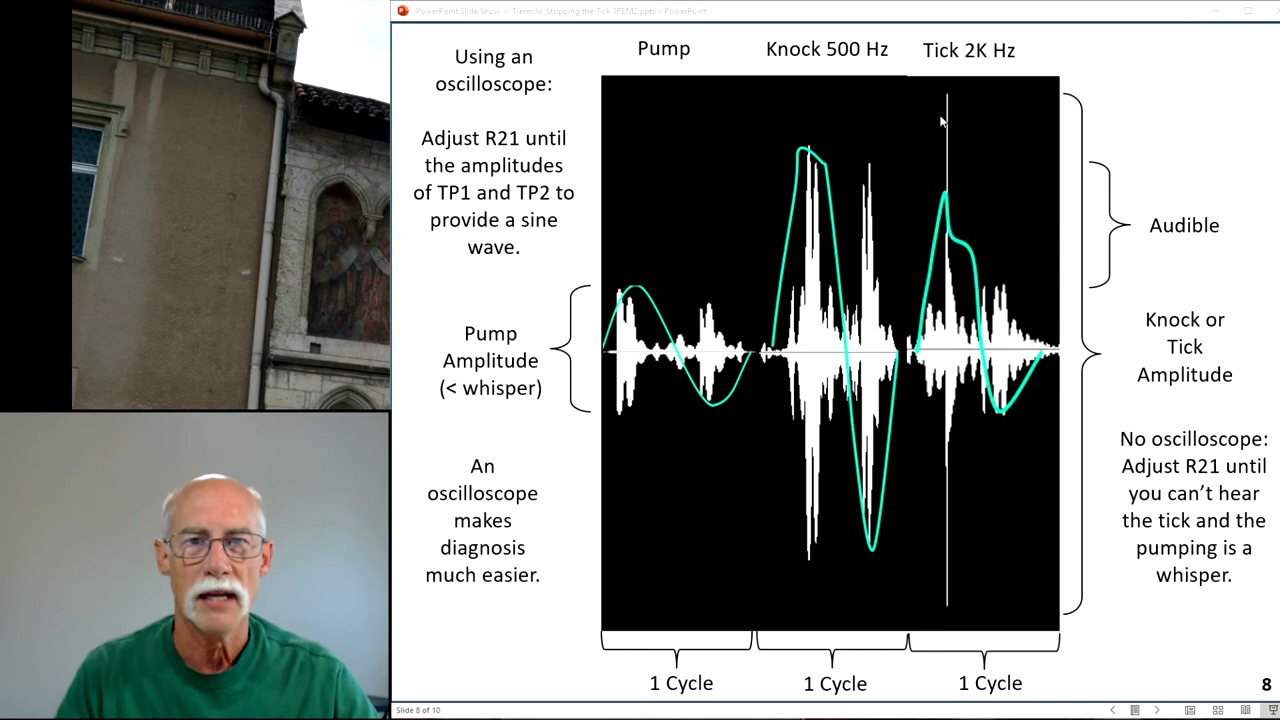 PowerPoint Slide Show - Tremolo_Stopping the Tick TREM2.pptx - PowerPoint
Pump
Knock 500 Hz
Tick 2K Hz
Using an
oscilloscope:
Adjust R21 until
the amplitudes
of TP1 and TP2 to
provide a sine
wave.
Pump
Amplitude
(< whisper)
An
oscilloscope
makes
diagnosis
much easier.
Audible
Knock or
Tick
Amplitude
No oscilloscope:
Adjust R21 until
you can’t hear
the tick and the
pumping is a
whisper.
1 Cycle
1 Cycle
1 Cycle
8
Slide 8 of 10